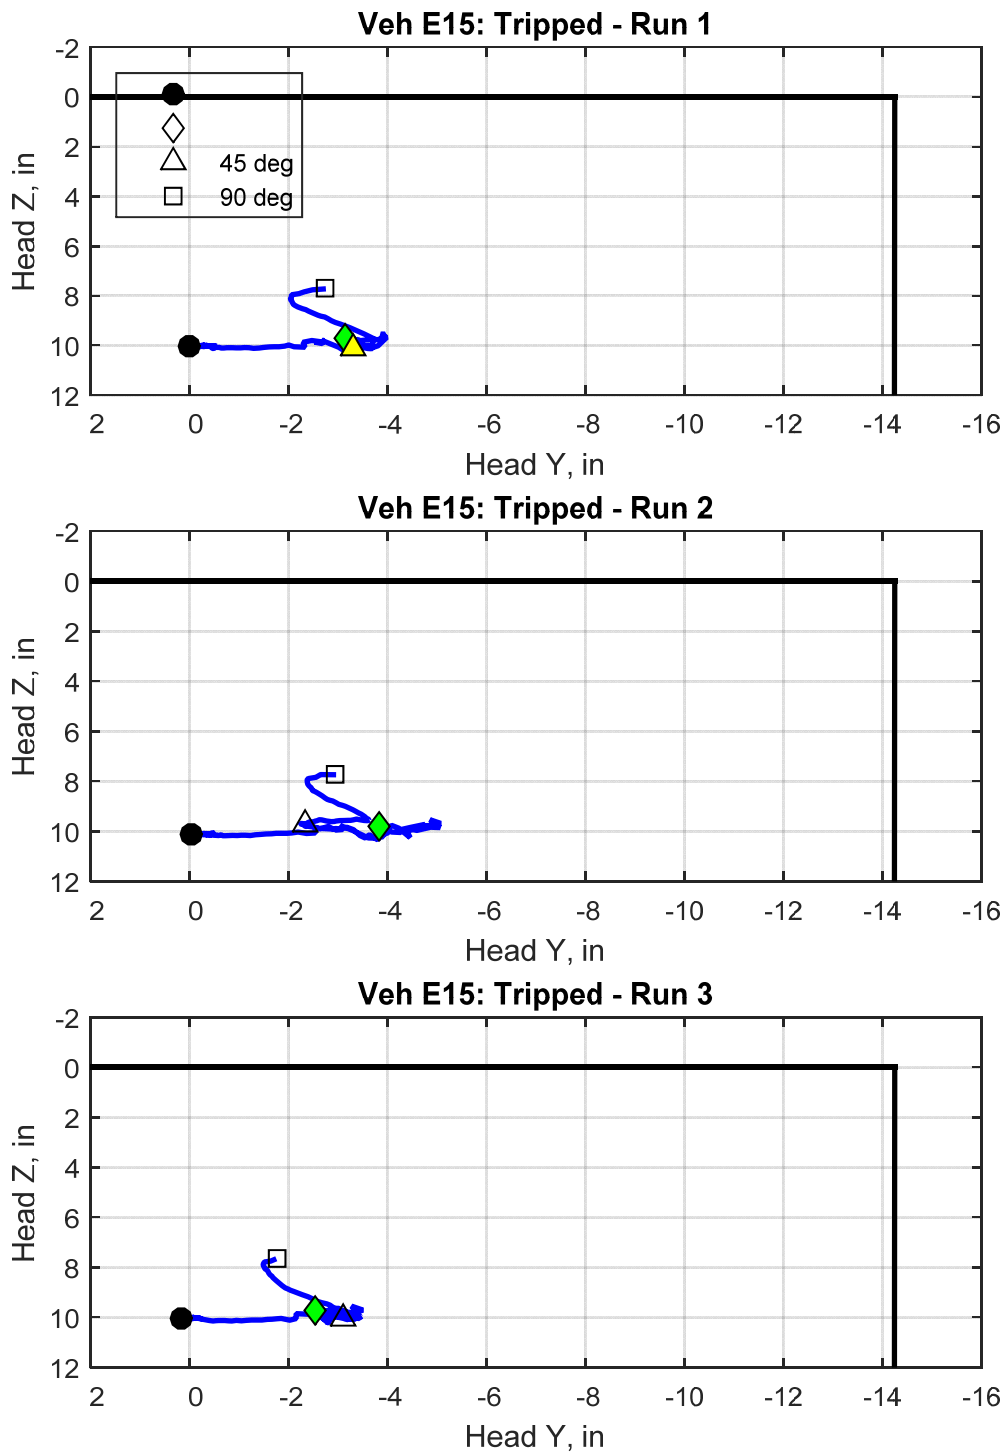 Veh E15: Tripped - Run 1
-2
0
2
4
6
8
10
12
45 deg
90 deg
Head Z, in
2 0 -2 -4 -6 -8 -10 -12 -14 -16
Head Y, in
Veh E15: Tripped - Run 2
-2
0
2
4
6
8
10
12
Head Z, in
2 0 -2 -4 -6 -8 -10 -12 -14 -16
Head Y, in
Veh E15: Tripped - Run 3
-2
0
2
4
6
8
10
12
Head Z, in
2 0 -2 -4 -6 -8 -10 -12 -14 -16
Head Y, in